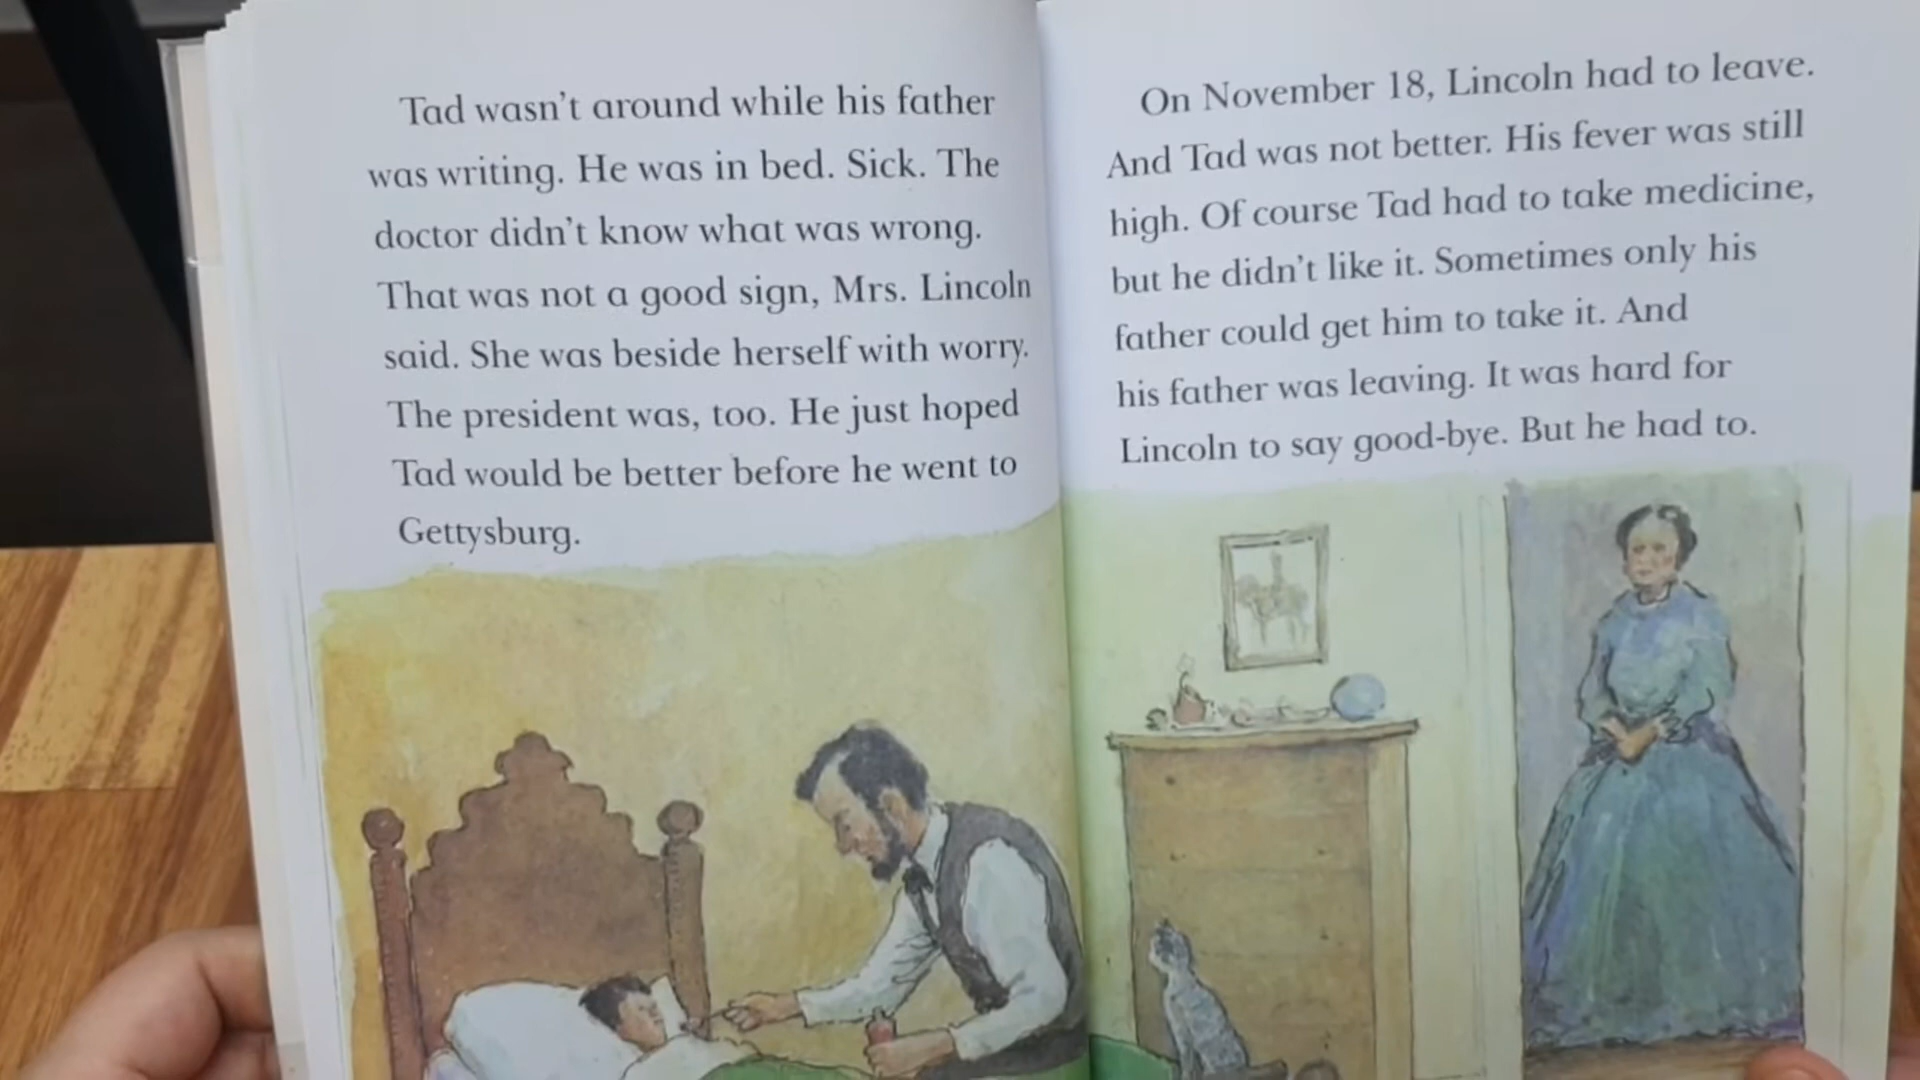 Tad wasn't around while his father
was writing. He was in bed. Sick. The
doctor didn't know what was wrong.
That was not a good sign, Mrs. Lincoln
said. She was beside herself with worry.
The president was, too. He just hoped
Tad would be better before he went to
Gettysburg.
On November 18, Lincoln had to leave.
And Tad was not better. His fever was still
high. Of course Tad had to take medicine,
but he didn't like it. Sometimes only his
father could get him to take it. And
his father was leaving. It was hard for
Lincoln to say good-bye. But he had to.